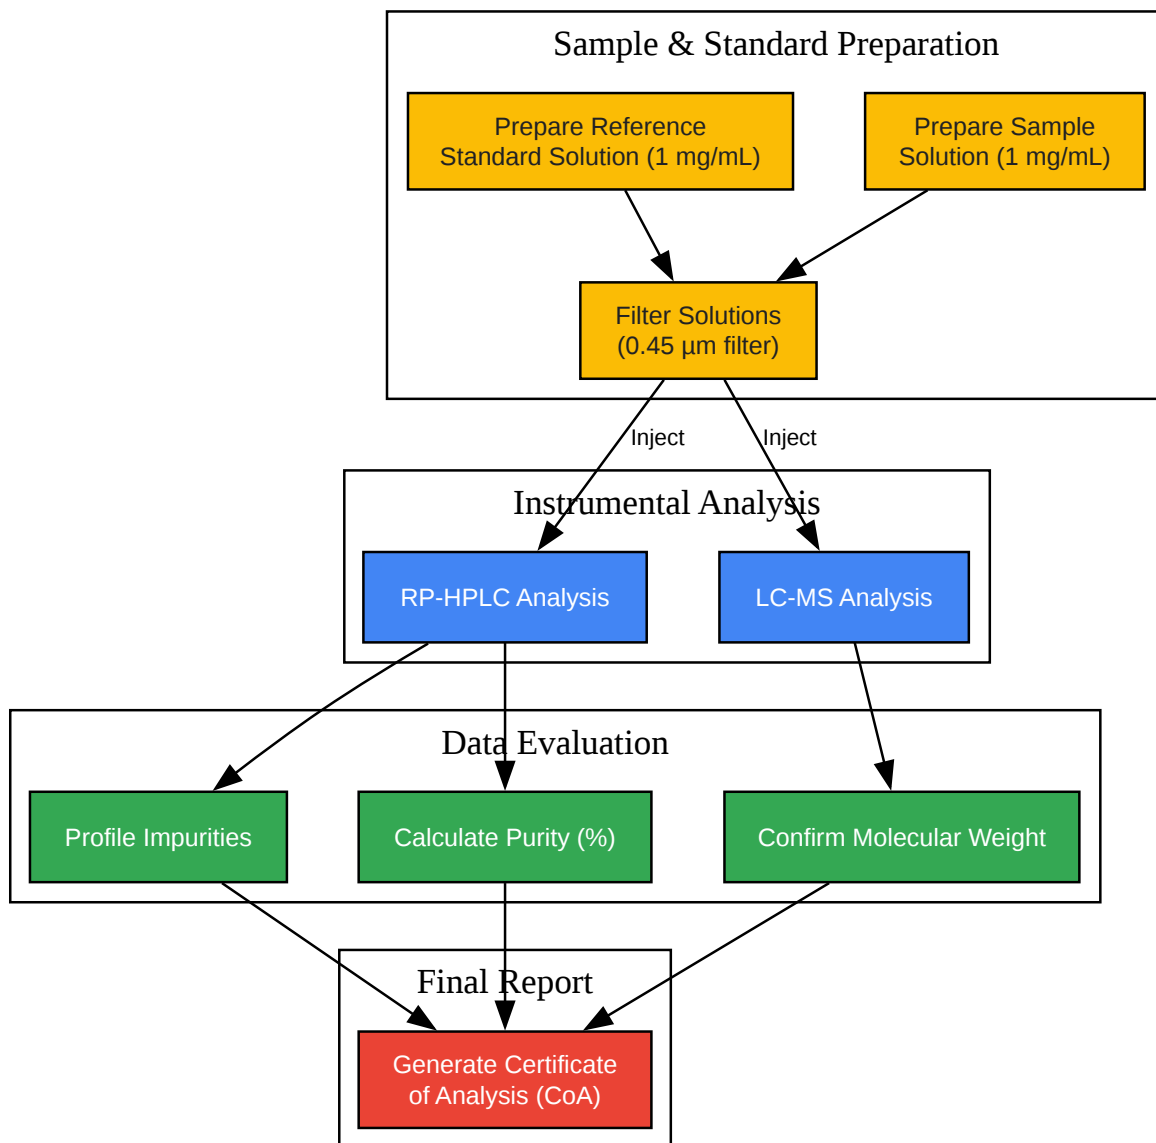 Sample & Standard Preparation
Prepare Reference
Standard Solution (1 mg/mL)
Prepare Sample
Solution (1 mg/mL)
Filter Solutions
(0.45 µm filter)
Inject
Inject
Instrumental Analysis
RP-HPLC Analysis
LC-MS Analysis
Data Evaluation
Profile Impurities
Calculate Purity (%)
Confirm Molecular Weight
Final Report
Generate Certificate
of Analysis (CoA)